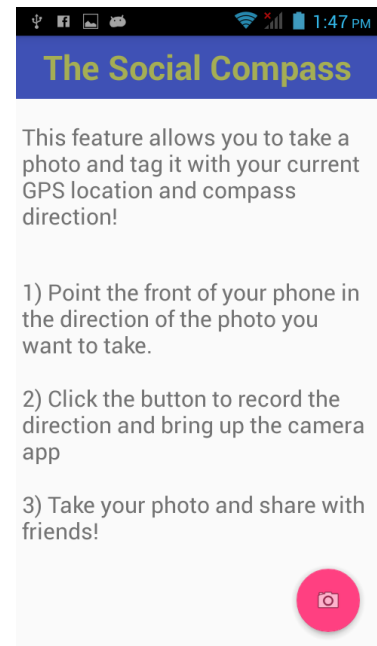 1:47 PM
The Social Compass
This feature allows you to take a
photo and tag it with your current
GPS location and compass
direction!
1) Point the front of your phone in
the direction of the photo you
want to take.
2) Click the button to record the
direction and bring up the camera
app
3) Take your photo and share with
friends!